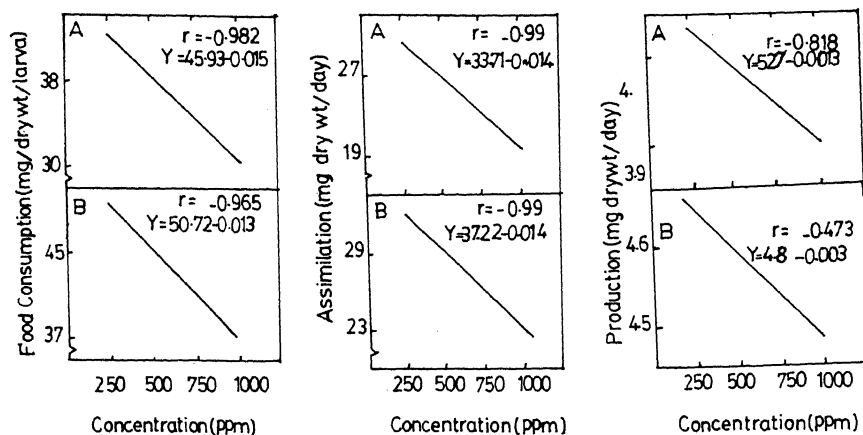 Food Consumption (mg/drywt/larva)
A
r = -0.982
Y = 45.93-0.015
38
30
B
r = -0.965
Y = 50.72-0.013
45
37
250 500 750 1000
Concentration (ppm)
Assimilation (mg dry wt/day)
A
r = -0.99
Y = 33.71-0.014
27
19
B
r = -0.99
Y = 37.22-0.014
29
23
250 500 750 1000
Concentration (ppm)
Production (mg drywt/day)
A
r = -0.818
Y = 527-0.0013
4.
3.9
B
r = -0.473
Y = 4.8 -0.003
4.6
4.5
250 500 750 1000
Concentration (ppm)